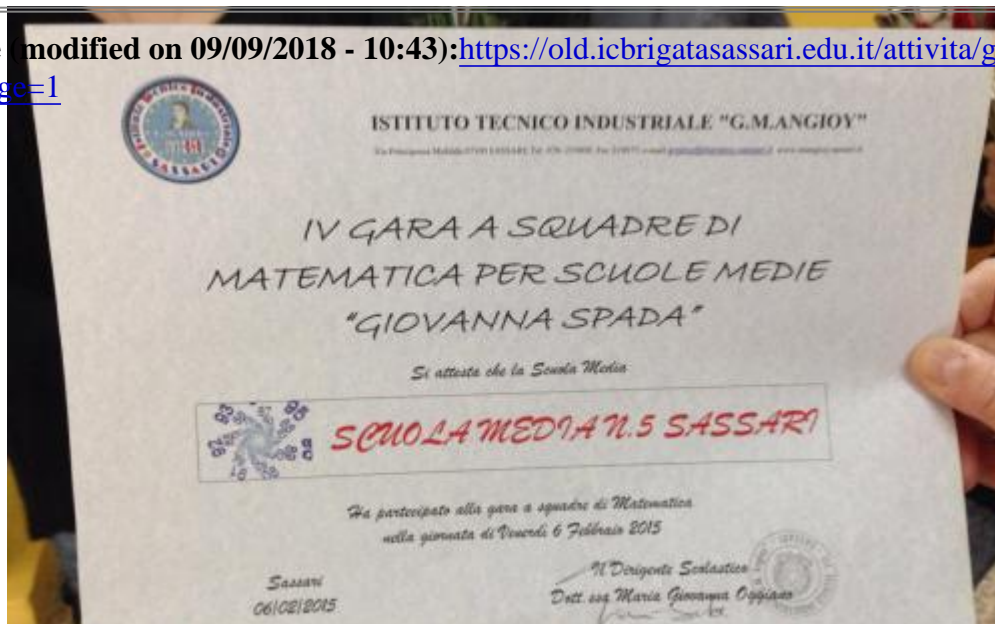 (modified on 09/09/2018 - 10:43):https://old.icbrigatasassari.edu.it/attivita/g
ge=1
ISTITUTO TECNICO INDUSTRIALE "G.M.ANGIOY"
SASSARI
IV GARA A SQUADRE DI
MATEMATICA PER SCUOLE MEDIE
"GIOVANNA SPADA"
Si attesta che la Scuola Media
SCUOLA MEDIA N.5 SASSARI
Ha partecipato alla gara a squadre di Matematica
nella giornata di Venerdi 6 Febbraio 2015
Il Dirigente Scolastico
Sassari
Dott.ssa Maria Giovanna Oggiano
06/02/2015